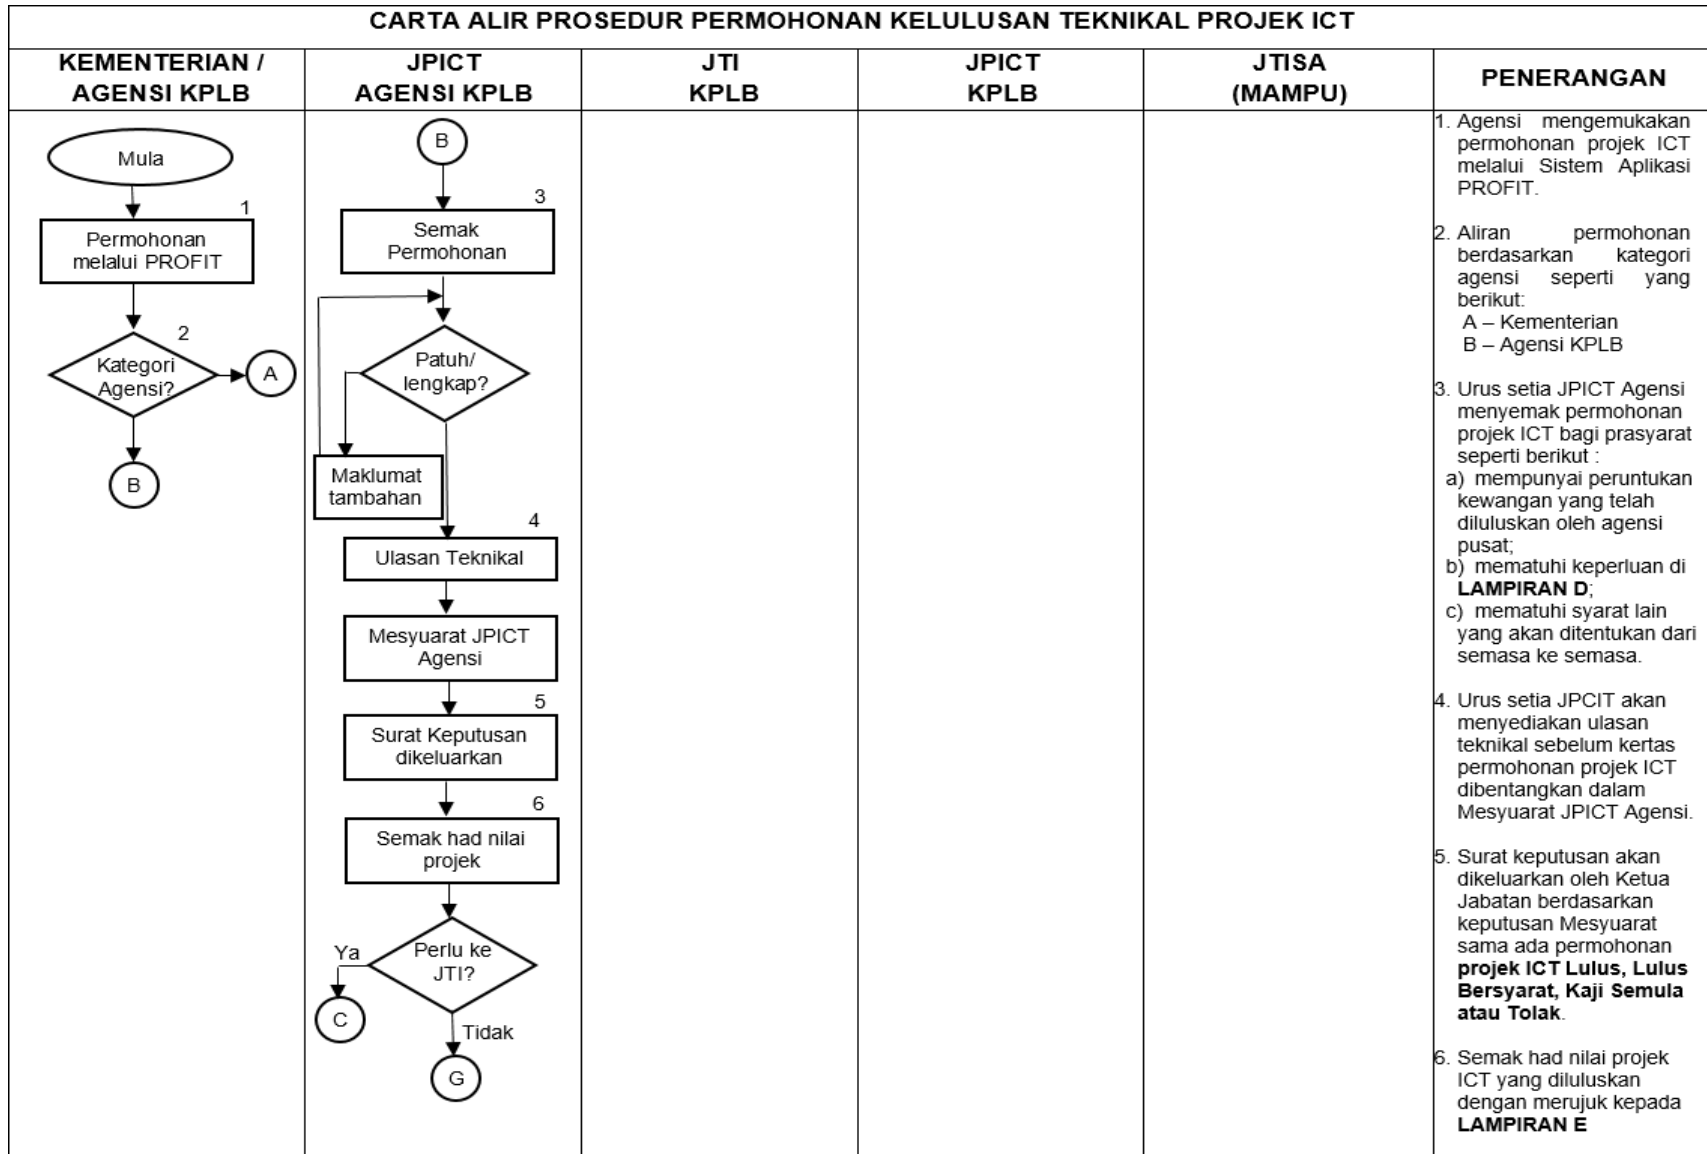 CARTA ALIR PROSEDUR PERMOHONAN KELULUSAN TEKNIKAL PROJEK ICT
KEMENTERIAN /
AGENSI KPLB
JPICT
AGENSI KPLB
JTI
KPLB
JPICT
KPLB
JTISA
(MAMPU)
PENERANGAN
Mula
1
Permohonan
melalui PROFIT
2
Kategori
Agensi?
A
B
B
3
Semak
Permohonan
Patuh/
lengkap?
Maklumat
tambahan
4
Ulasan Teknikal
Mesyuarat JPICT
Agensi
5
Surat Keputusan
dikeluarkan
6
Semak had nilai
projek
Perlu ke
JTI?
Ya
C
Tidak
G
1. Agensi mengemukakan
permohonan projek ICT
melalui Sistem Aplikasi
PROFIT.
2. Aliran permohonan
berdasarkan kategori
agensi seperti yang
berikut:
A – Kementerian
B – Agensi KPLB
3. Urus setia JPICT Agensi
menyemak permohonan
projek ICT bagi prasyarat
seperti berikut :
a) mempunyai peruntukan
kewangan yang telah
diluluskan oleh agensi
pusat;
b) mematuhi keperluan di
LAMPIRAN D;
c) mematuhi syarat lain
yang akan ditentukan dari
semasa ke semasa.
4. Urus setia JPCIT akan
menyediakan ulasan
teknikal sebelum kertas
permohonan projek ICT
dibentangkan dalam
Mesyuarat JPICT Agensi.
5. Surat keputusan akan
dikeluarkan oleh Ketua
Jabatan berdasarkan
keputusan Mesyuarat
sama ada permohonan
projek ICT Lulus, Lulus
Bersyarat, Kaji Semula
atau Tolak.
6. Semak had nilai projek
ICT yang diluluskan
dengan merujuk kepada
LAMPIRAN E